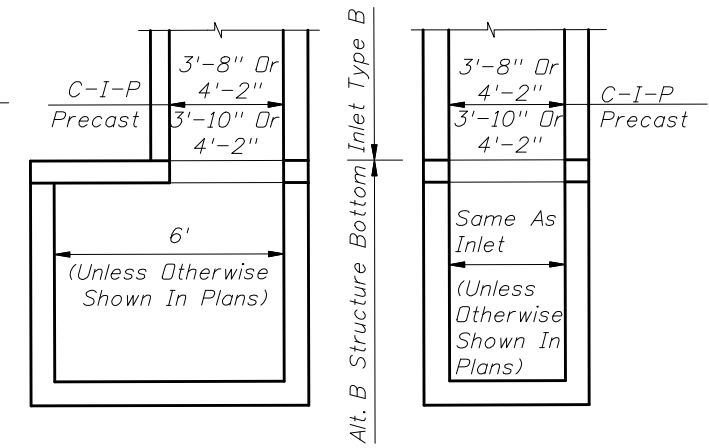 3'-8" Or
4'-2"
C-I-P
Precast
3'-10" Or
4'-2"
6'
(Unless Otherwise
Shown In Plans)
Inlet Type B
Alt. B Structure Bottom
3'-8" Or
4'-2"
C-I-P
Precast
3'-10" Or
4'-2"
Same As
Inlet
(Unless
Otherwise
Shown In
Plans)